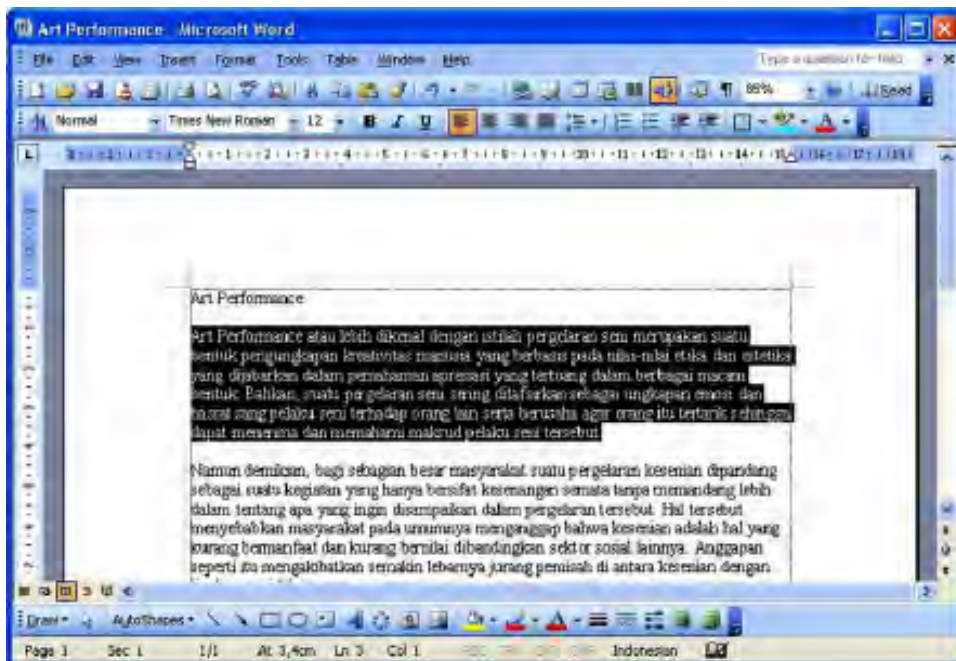 Art Performance - Microsoft Word
File Edit View Insert Format Tools Table Window Help Type a question for help
85% Read
Normal Times New Roman 12 B I U
Art Performance
Art Performance atau lebih dikenal dengan istilah pergelaran seni merupakan suatu
bentuk pengungkapan kreativitas manusia yang berbasis pada nilai-nilai etika dan estetika
yang dijabarkan dalam pemahaman apresiasi yang tertuang dalam berbagai macam
bentuk. Bahkan, suatu pergelaran seni sering ditafsirkan sebagai ungkapan emosi dan
hasrat sang pelaku seni terhadap orang lain serta berusaha agar orang itu tertarik sehingga
dapat menerima dan memahami maksud pelaku seni tersebut.
Namun demikian, bagi sebagian besar masyarakat suatu pergelaran kesenian dipandang
sebagai suatu kegiatan yang hanya bersifat kesenangan semata tanpa memandang lebih
dalam tentang apa yang ingin disampaikan dalam pergelaran tersebut. Hal tersebut
menyebabkan masyarakat pada umumnya menganggap bahwa kesenian adalah hal yang
kurang bermanfaat dan kurang bernilai dibandingkan sektor sosial lainnya. Anggapan
seperti itu mengakibatkan semakin lebarnya jurang pemisah di antara kesenian dengan
Draw AutoShapes
Page 1 Sec 1 1/1 At 3,4cm Ln 3 Col 1 Indonesian